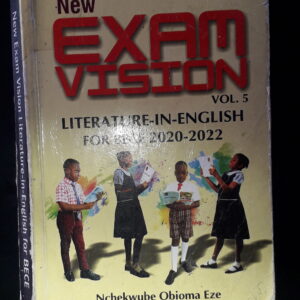 New
EXAM
VISION
VOL. 5
LITERATURE-IN-ENGLISH
FOR BECE 2020-2022
Nchekwube Obioma Eze
New Exam Vision Literature-in-English for BECE